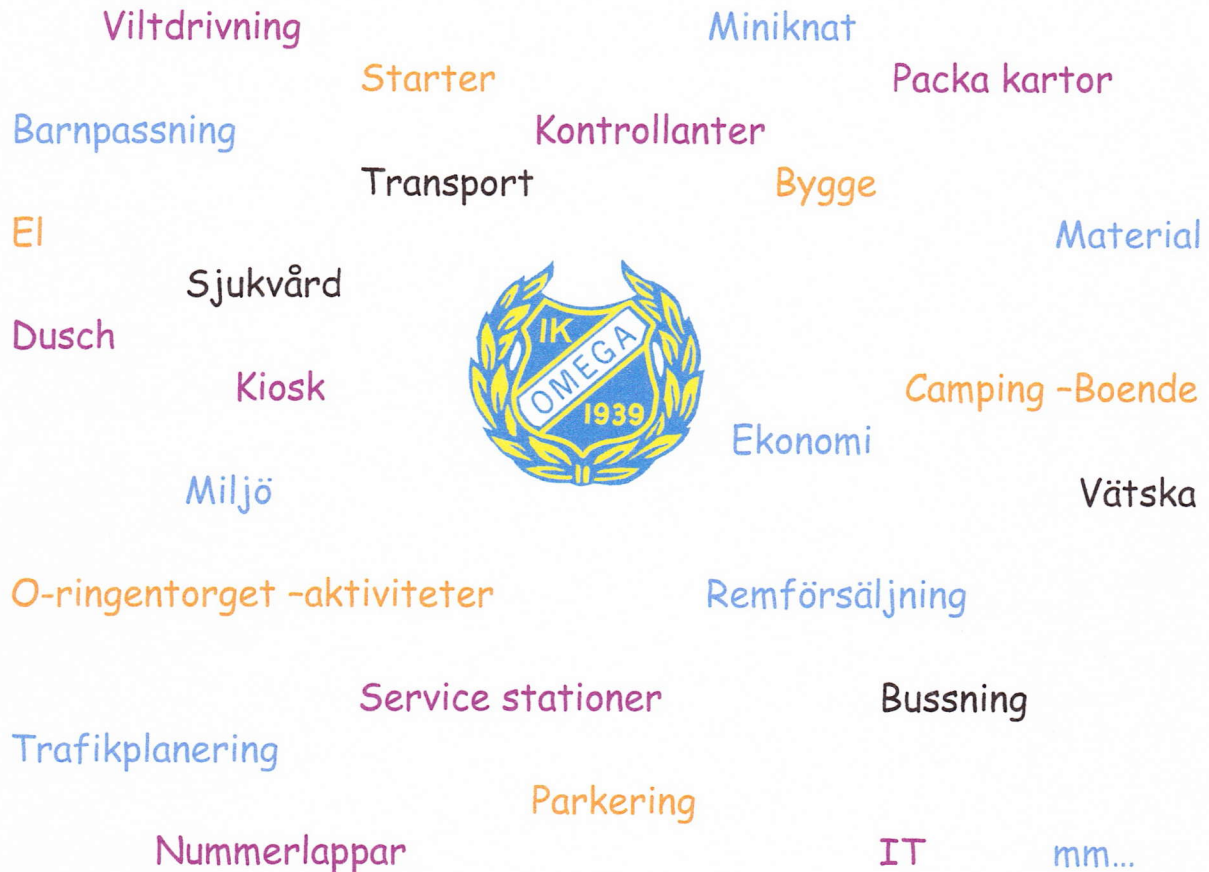 Viltdrivning Miniknat
Starter Packa kartor
Barnpassning Kontrollanter
Transport Bygge
El Material
Sjukvård
Dusch
IK
OMEGA
1939
Kiosk Camping -Boende
Ekonomi
Miljö Vätska
O-ringentorget -aktiviteter Remförsäljning
Service stationer Bussning
Trafikplanering
Parkering
Nummerlappar IT mm...